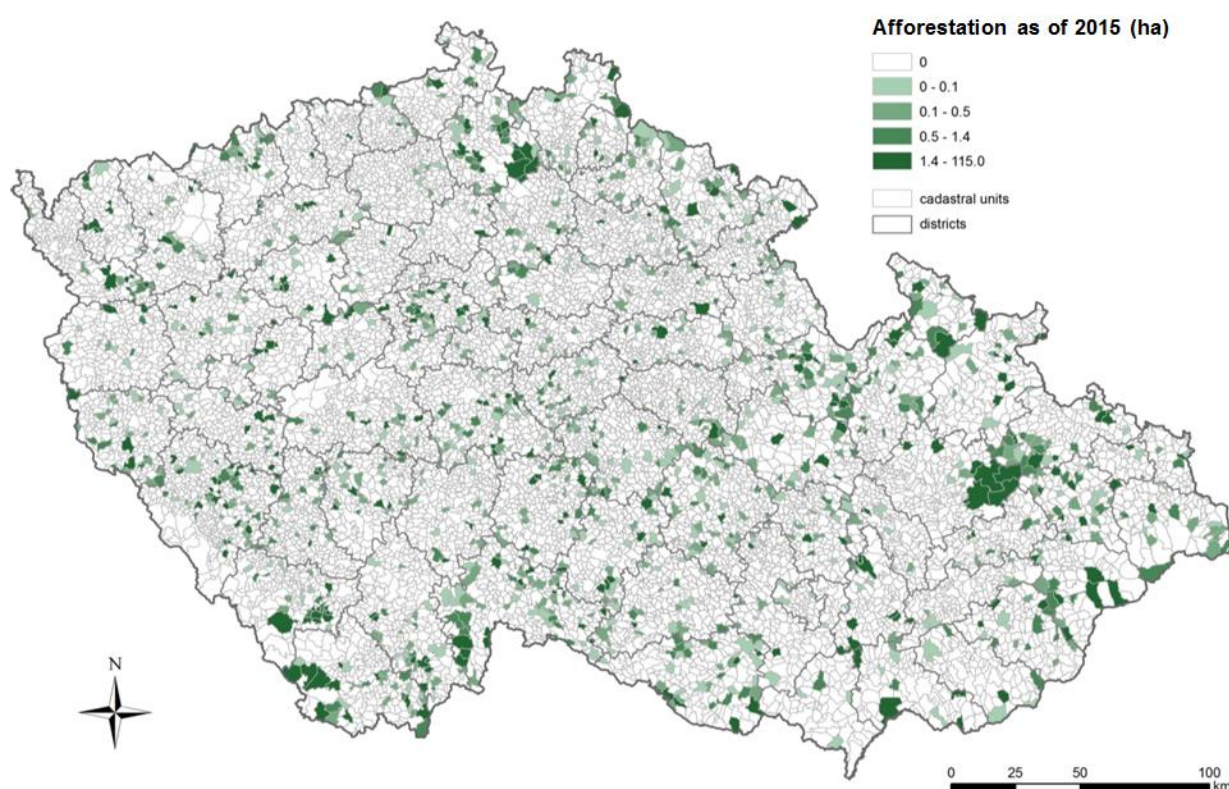 Afforestation as of 2015 (ha)
0
0 - 0.1
0.1 - 0.5
0.5 - 1.4
1.4 - 115.0
cadastral units
districts
N
0 25 50 100
km